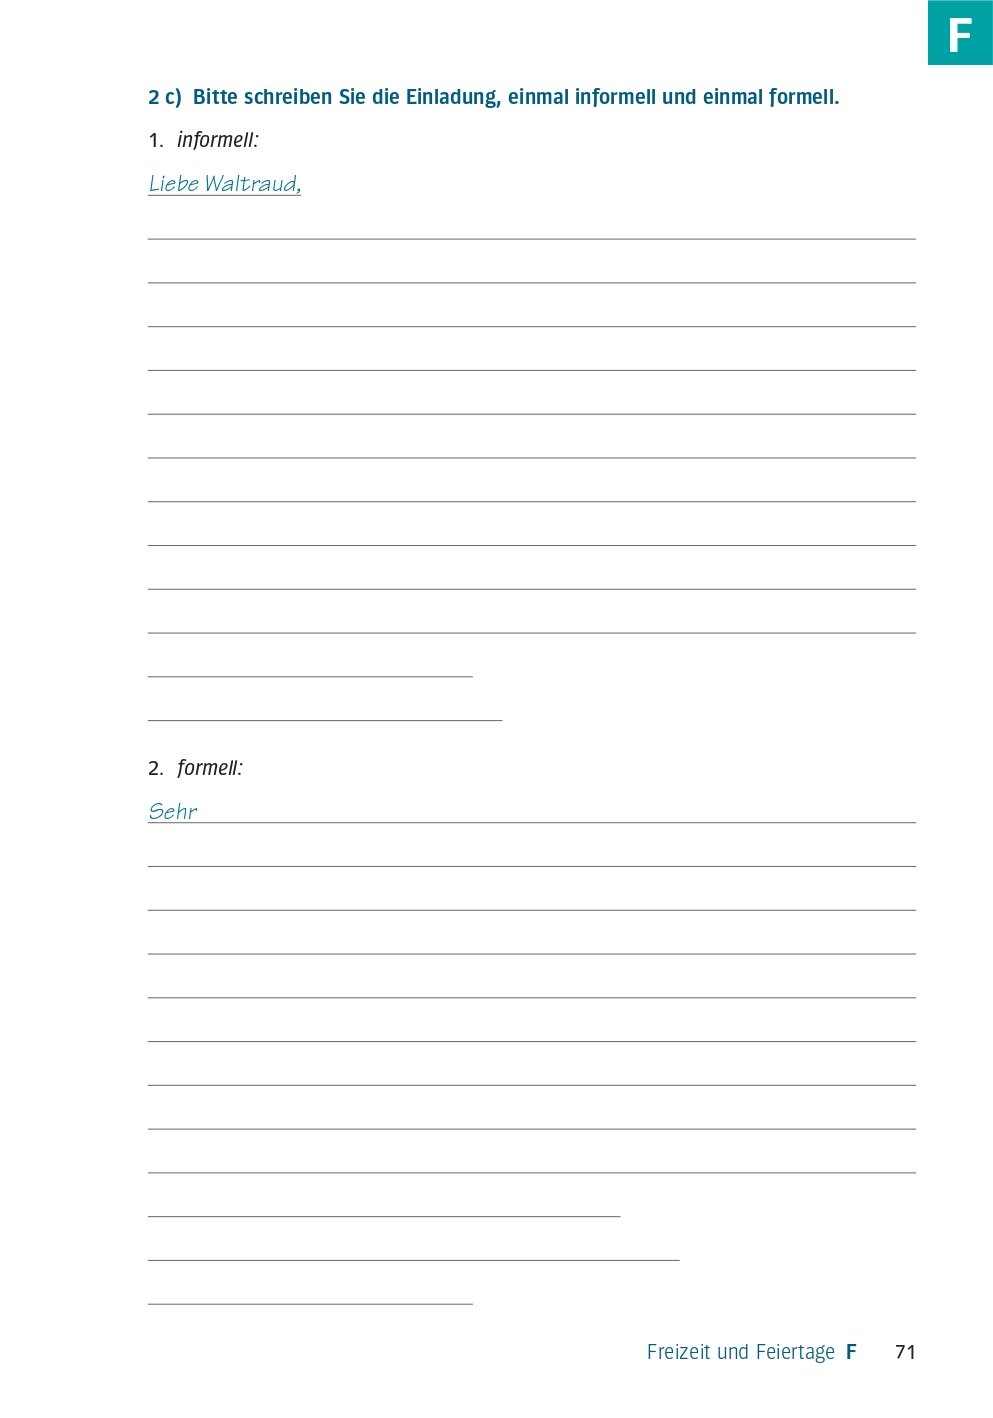 F
2 c) Bitte schreiben Sie die Einladung, einmal informell und einmal formell.
1. informell:
Liebe Waltraud,
2. formell:
Sehr
Freizeit und Feiertage F 71